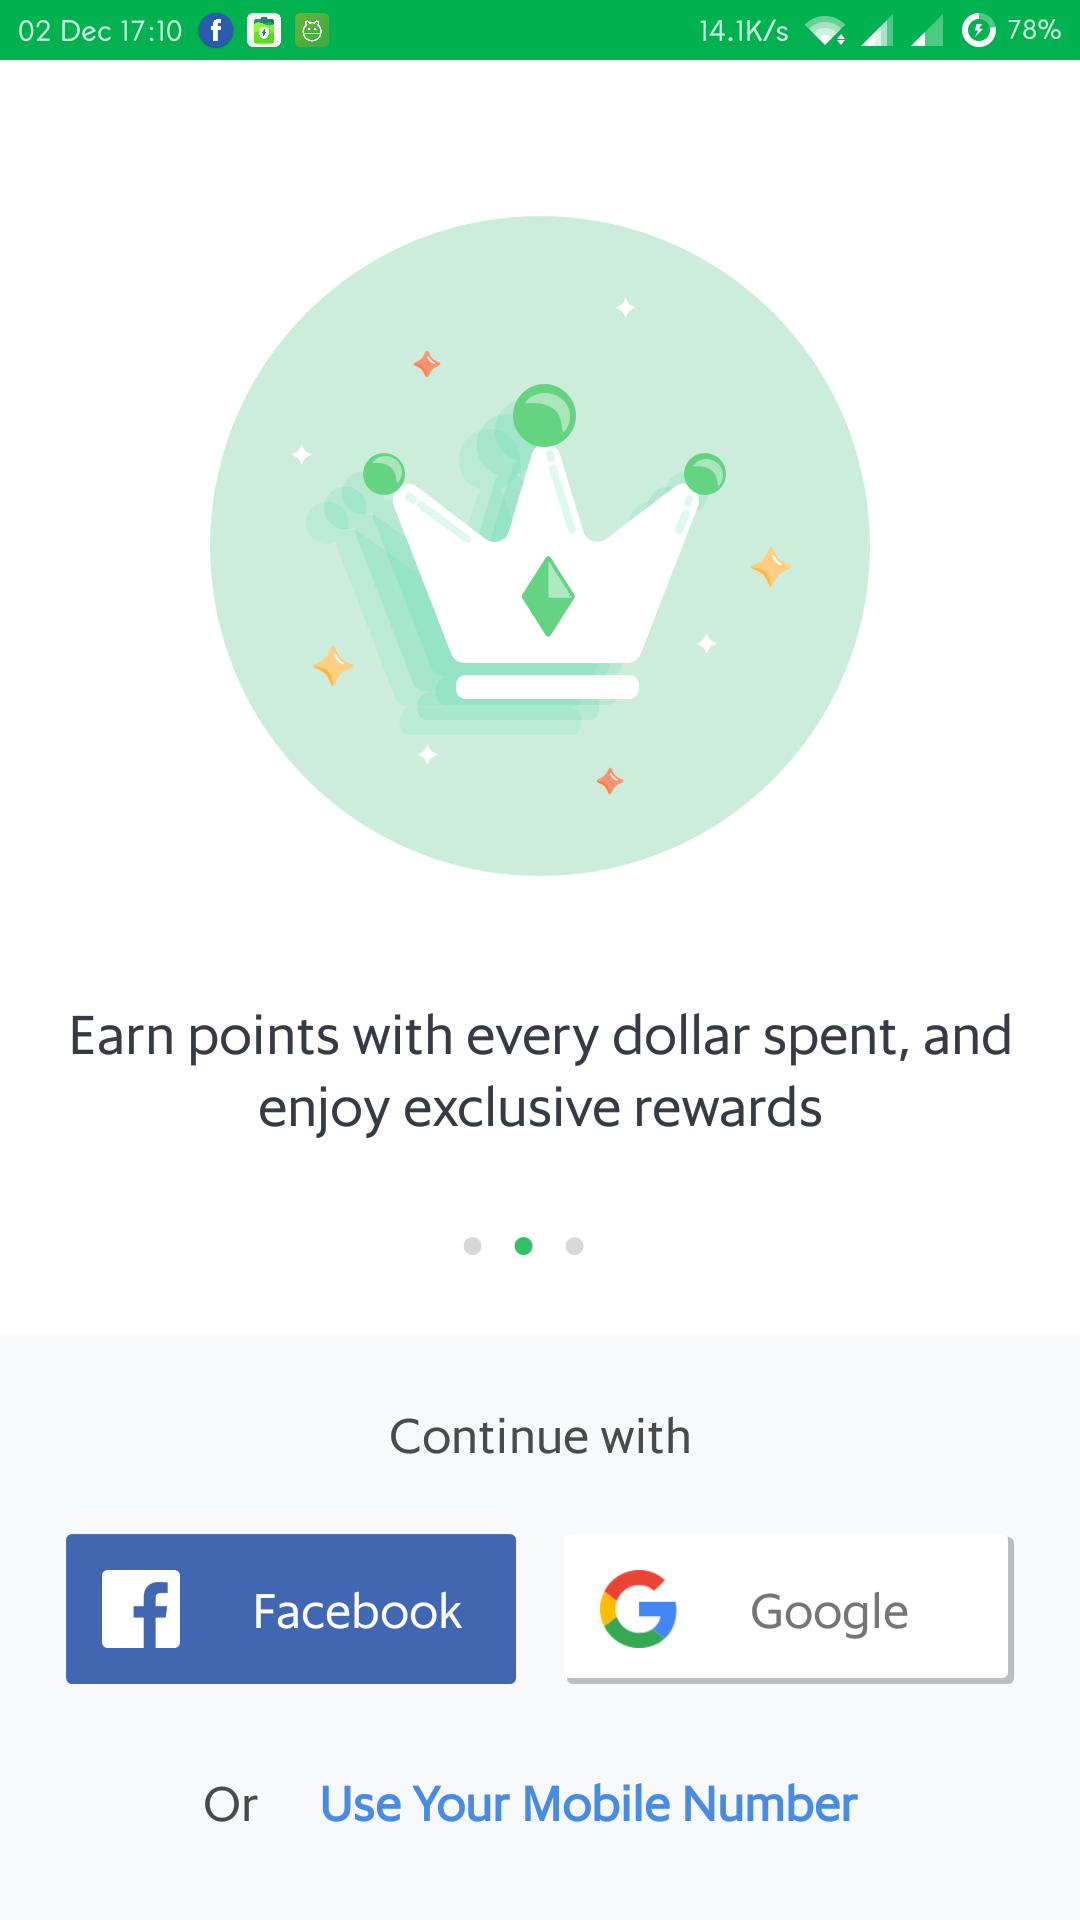 02 Dec 17:10 14.1K/s 78%
Earn points with every dollar spent, and
enjoy exclusive rewards
Continue with
Facebook Google
Or Use Your Mobile Number